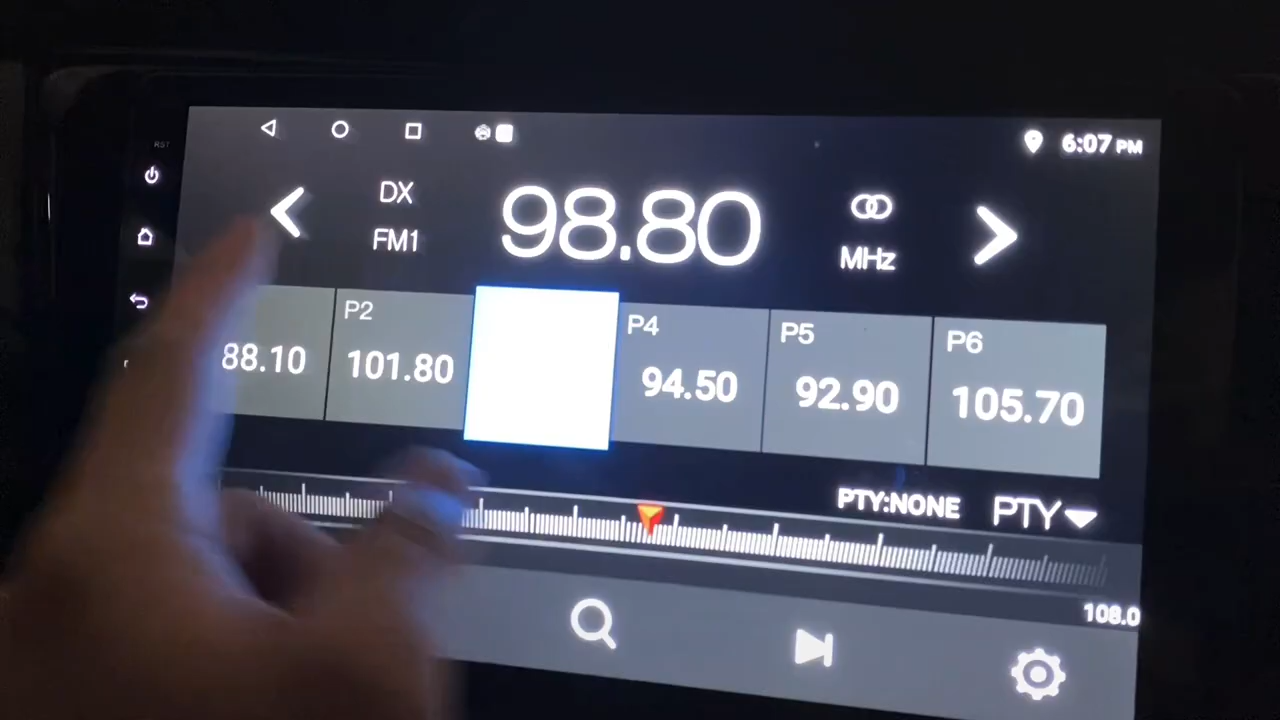 RST
6:07 PM
DX
98.80
FM1
MHz
P2
P4
P5
P6
88.10
101.80
94.50
92.90
105.70
PTY:NONE
PTY
108.0